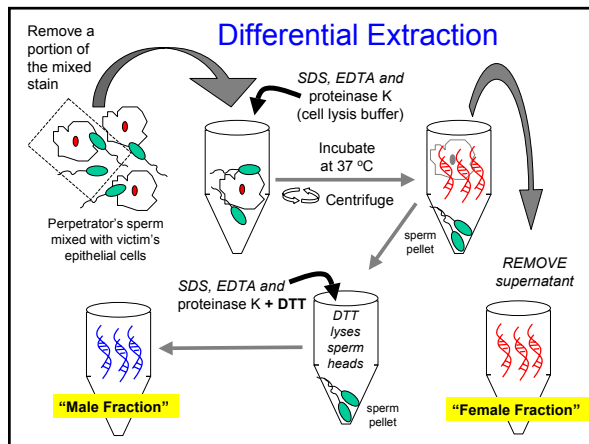 Differential Extraction
Remove a
portion of
the mixed
stain
SDS, EDTA and
proteinase K
(cell lysis buffer)
Incubate
at 37 ºC
Centrifuge
Perpetrator's sperm
mixed with victim's
epithelial cells
sperm
pellet
REMOVE
supernatant
SDS, EDTA and
proteinase K + DTT
DTT
lyses
sperm
heads
sperm
pellet
"Male Fraction"
"Female Fraction"